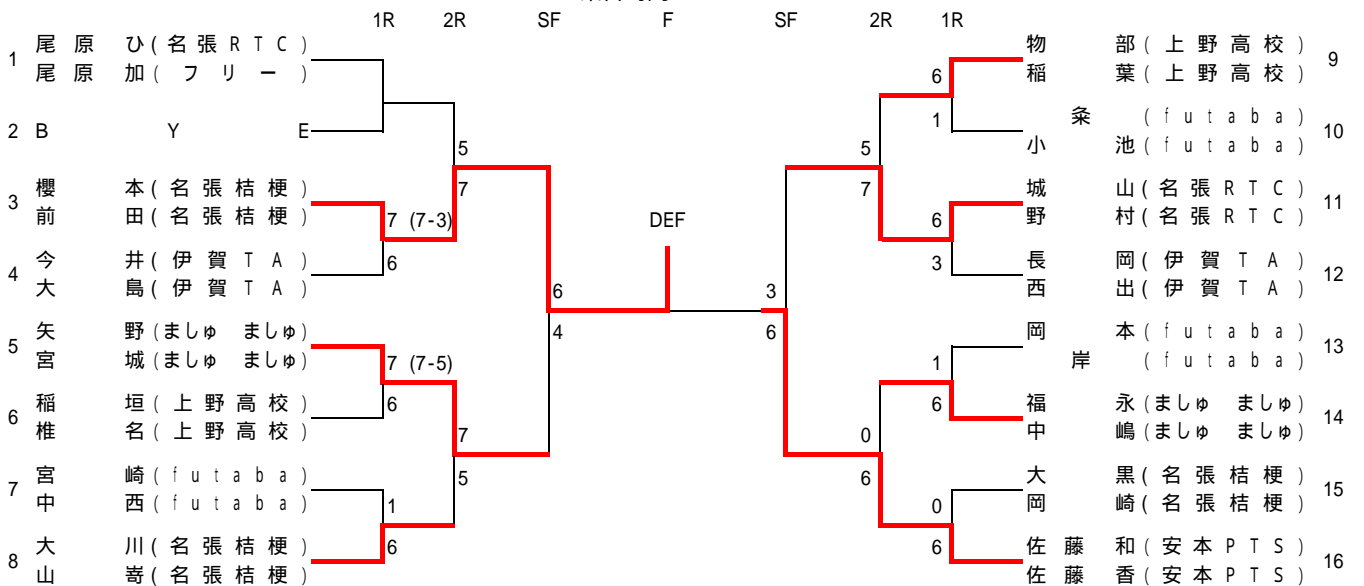 1R 2R SF F SF 2R 1R
1 尾原 ひ(名張RTC)
尾原 加(フリー)
2 BYE
3 櫻本(名張桔梗)
前田(名張桔梗)
4 今井(伊賀TA)
大島(伊賀TA)
5 矢野(ましゅ ましゅ)
宮城(ましゅ ましゅ)
6 稲垣(上野高校)
椎名(上野高校)
7 宮崎(futaba)
中西(futaba)
8 大川(名張桔梗)
山嵜(名張桔梗)
7 (7-3)
6
7 (7-5)
6
1
6
5
7
7
5
6
4
DEF
3
6
5
7
0
6
6
1
6
3
1
6
0
6
物部(上野高校) 9
稲葉(上野高校)
粂(futaba) 10
小池(futaba)
城山(名張RTC) 11
野村(名張RTC)
長岡(伊賀TA) 12
西出(伊賀TA)
岡本(futaba) 13
岸(futaba)
福永(ましゅ ましゅ) 14
中嶋(ましゅ ましゅ)
大黒(名張桔梗) 15
岡崎(名張桔梗)
佐藤 和(安本PTS) 16
佐藤 香(安本PTS)